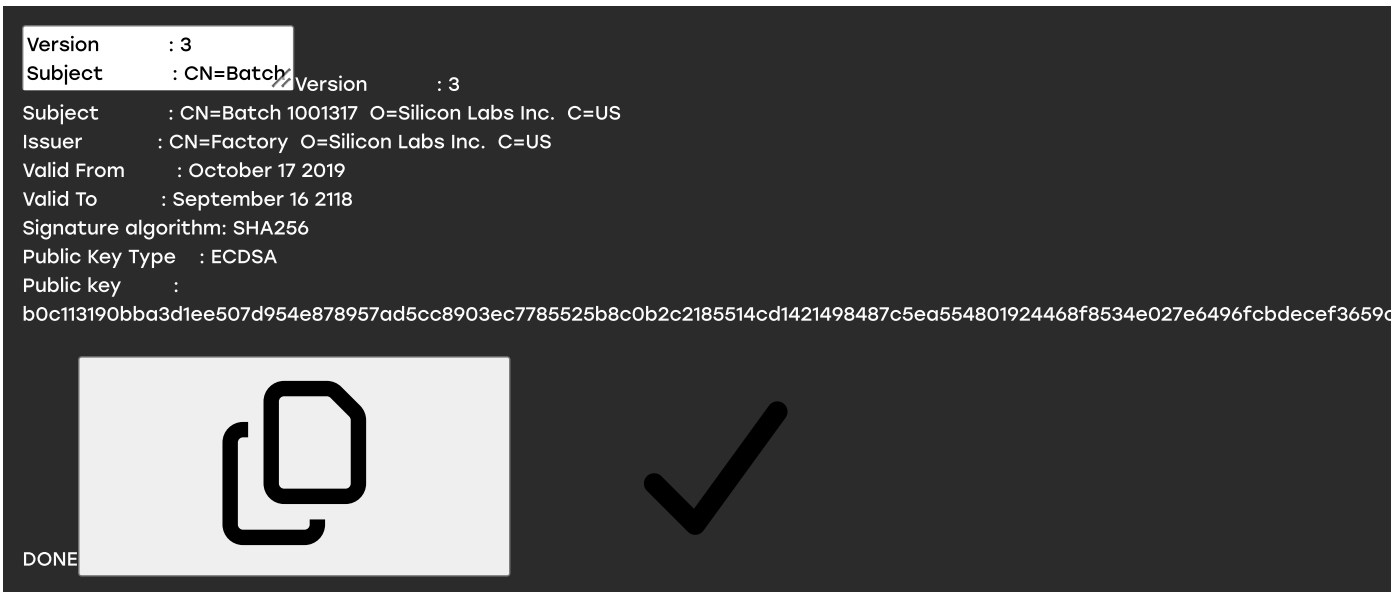 Version : 3
Subject : CN=Batch
Version : 3
Subject : CN=Batch 1001317 O=Silicon Labs Inc. C=US
Issuer : CN=Factory O=Silicon Labs Inc. C=US
Valid From : October 17 2019
Valid To : September 16 2118
Signature algorithm: SHA256
Public Key Type : ECDSA
Public key :
b0c113190bba3d1ee507d954e878957ad5cc8903ec7785525b8c0b2c2185514cd1421498487c5ea554801924468f8534e027e6496fcbdecef3659c
DONE